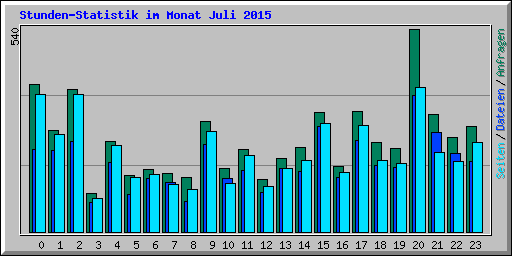 Stunden-Statistik im Monat Juli 2015
540
Seiten/Dateien/Anfragen
0 1 2 3 4 5 6 7 8 9 10 11 12 13 14 15 16 17 18 19 20 21 22 23